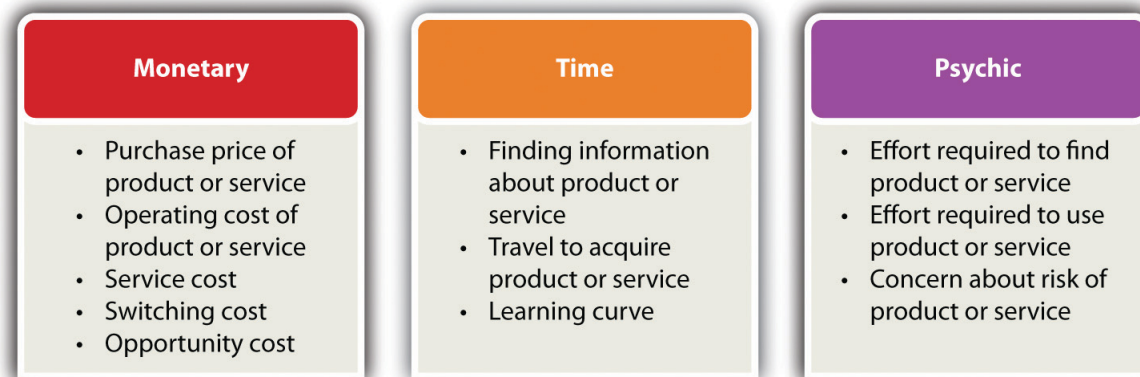 Monetary
• Purchase price of
product or service
• Operating cost of
product or service
• Service cost
• Switching cost
• Opportunity cost
Time
• Finding information
about product or
service
• Travel to acquire
product or service
• Learning curve
Psychic
• Effort required to find
product or service
• Effort required to use
product or service
• Concern about risk of
product or service